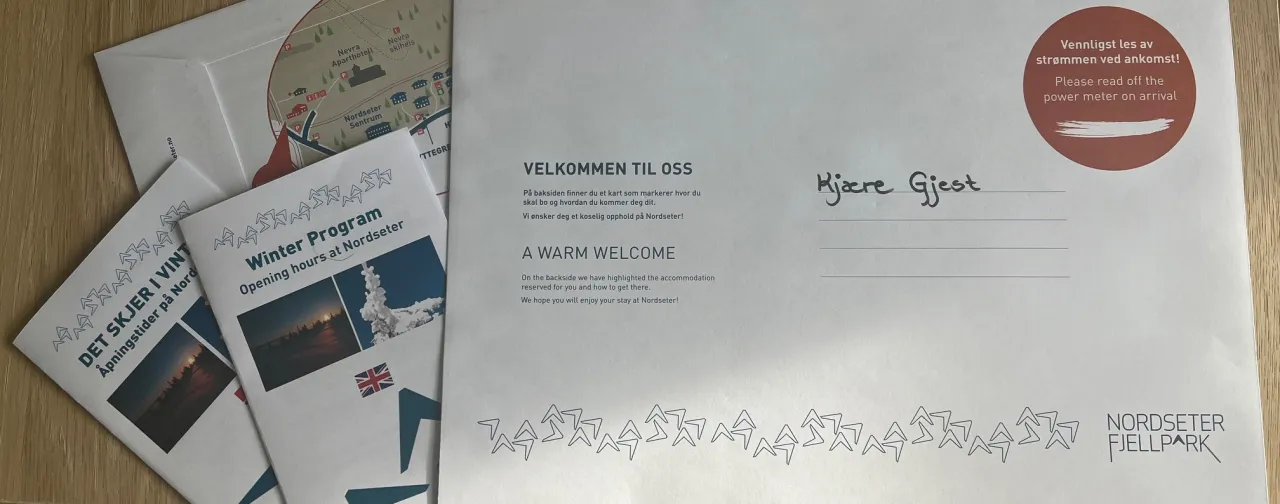 Nevra
Aparthotell
Nevra
skiheis
Nordseter
Sentrum
DET SKJER I
Åpningstider på
Winter Program
Opening hours at Nordseter
VELKOMMEN TIL OSS
På baksiden finner du et kart som markerer hvor du
skal bo og hvordan du kommer deg dit.
Vi ønsker deg et koselig opphold på Nordseter!
A WARM WELCOME
On the backside we have highlighted the accommodation
reserved for you and how to get there.
We hope you will enjoy your stay at Nordseter!
Kjære Gjest
Vennligst les av
strømmen ved ankomst!
Please read off the
power meter on arrival
NORDSETER
FJELLPARK